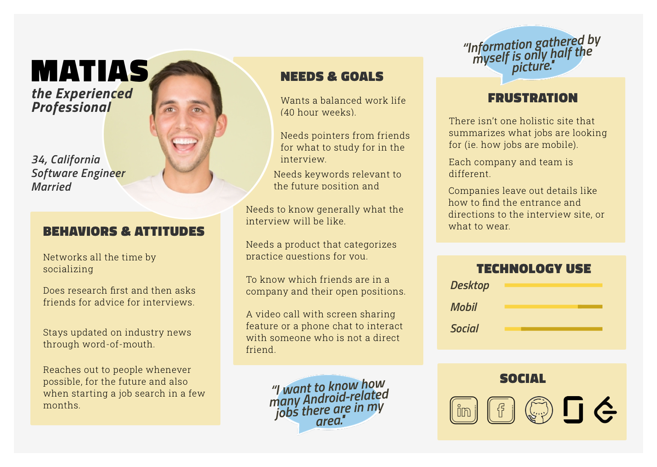 MATIAS
the Experienced
Professional
34, California
Software Engineer
Married
BEHAVIORS & ATTITUDES
Networks all the time by
socializing
Does research first and then asks
friends for advice for interviews.
Stays updated on industry news
through word-of-mouth.
Reaches out to people whenever
possible, for the future and also
when starting a job search in a few
months.
NEEDS & GOALS
Wants a balanced work life
(40 hour weeks).
Needs pointers from friends
for what to study for in the
interview.
Needs keywords relevant to
the future position and
Needs to know generally what the
interview will be like.
Needs a product that categorizes
practice questions for you.
To know which friends are in a
company and their open positions.
A video call with screen sharing
feature or a phone chat to interact
with someone who is not a direct
friend.
"I want to know how
many Android-related
jobs there are in my
area."
"Information gathered by
myself is only half the
picture."
FRUSTRATION
There isn't one holistic site that
summarizes what jobs are looking
for (ie. how jobs are mobile).
Each company and team is
different.
Companies leave out details like
how to find the entrance and
directions to the interview site, or
what to wear.
TECHNOLOGY USE
Desktop
Mobil
Social
SOCIAL
in
f